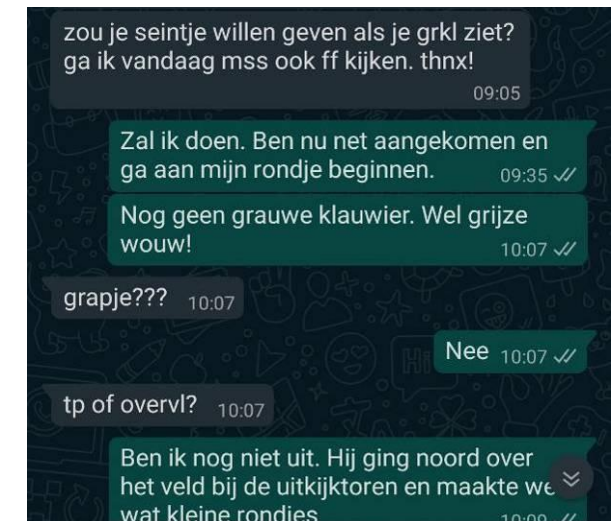 zou je seintje willen geven als je grkl ziet?
ga ik vandaag mss ook ff kijken. thnx!
09:05
Zal ik doen. Ben nu net aangekomen en
ga aan mijn rondje beginnen. 09:35
Nog geen grauwe klauwier. Wel grijze
wouw! 10:07
grapje??? 10:07
Nee 10:07
tp of overvl? 10:07
Ben ik nog niet uit. Hij ging noord over
het veld bij de uitkijktoren en maakte
wat kleine rondjes 10:09